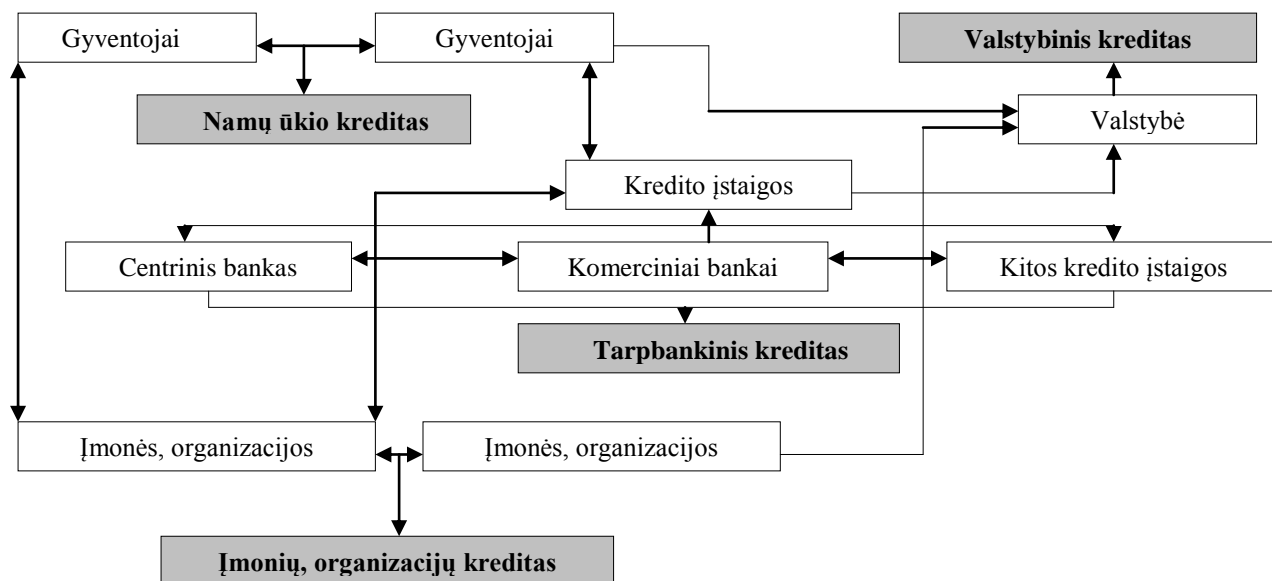 Gyventojai
Gyventojai
Valstybinis kreditas
Namų ūkio kreditas
Valstybė
Kredito įstaigos
Centrinis bankas
Komerciniai bankai
Kitos kredito įstaigos
Tarpbankinis kreditas
Įmonės, organizacijos
Įmonės, organizacijos
Įmonių, organizacijų kreditas